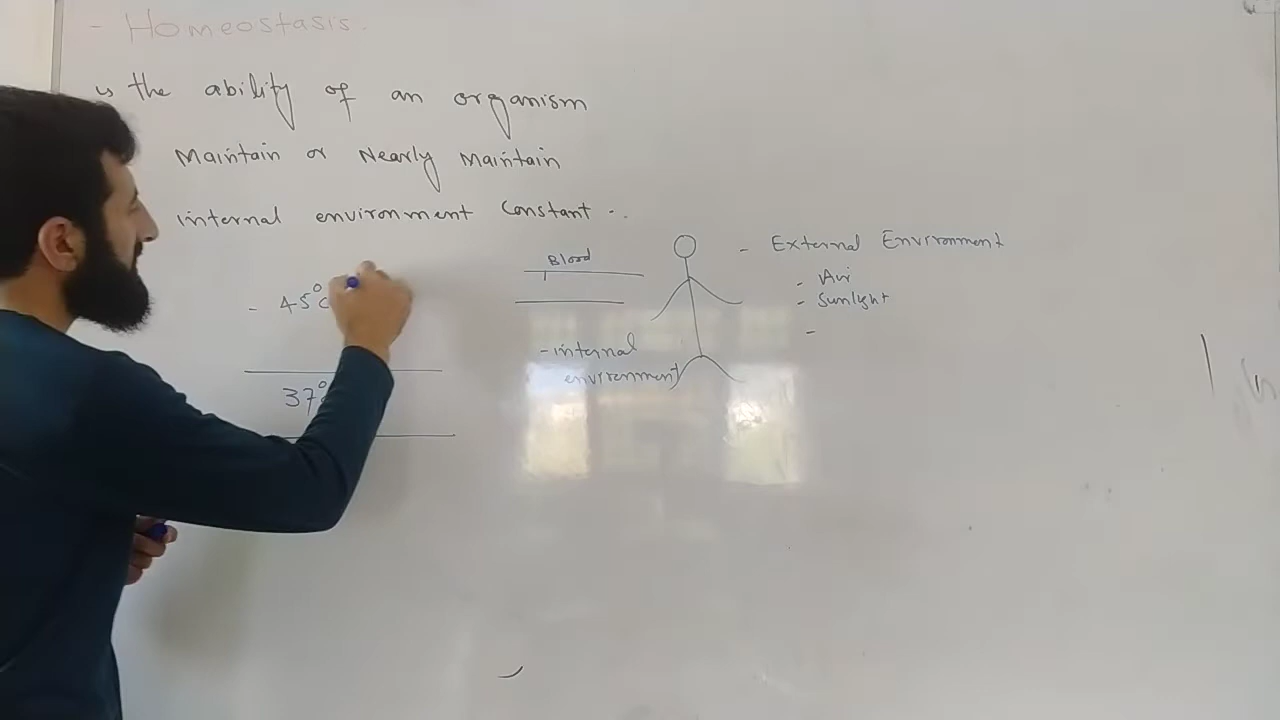 - Homeostasis.
is the ability of an organism
Maintain or Nearly Maintain
internal environment Constant -.
- 45°C
37°
Blood
- internal
environment
- External Environment
- Air
- Sunlight
-